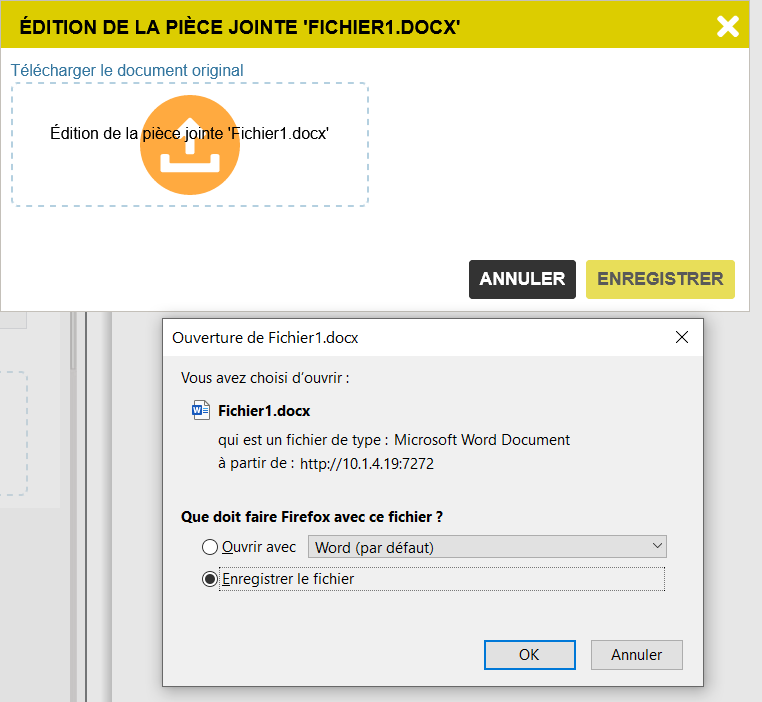 ÉDITION DE LA PIÈCE JOINTE 'FICHIER1.DOCX'
Télécharger le document original
Édition de la pièce jointe 'Fichier1.docx'
ANNULER
ENREGISTRER
Ouverture de Fichier1.docx
Vous avez choisi d’ouvrir :
Fichier1.docx
qui est un fichier de type : Microsoft Word Document
à partir de : http://10.1.4.19:7272
Que doit faire Firefox avec ce fichier ?
Ouvrir avec
Word (par défaut)
Enregistrer le fichier
OK
Annuler